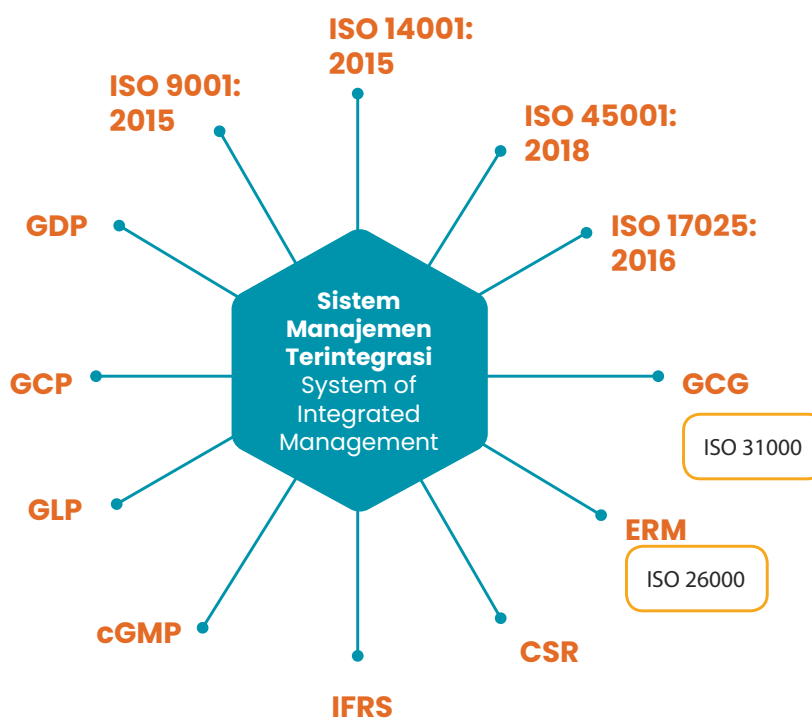 ISO 14001:
2015
ISO 9001:
2015
ISO 45001:
2018
GDP
ISO 17025:
2016
Sistem
Manajemen
Terintegrasi
System of
Integrated
Management
GCP
GCG
ISO 31000
GLP
ERM
ISO 26000
cGMP
CSR
IFRS